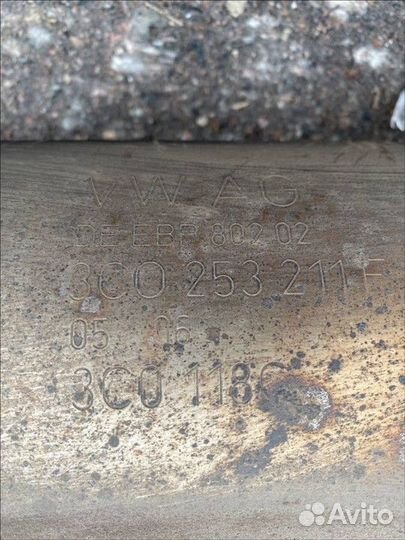 VW AG
DE EBP 802 02
3C0 253 211 F
05 06
3C0 118
Avito